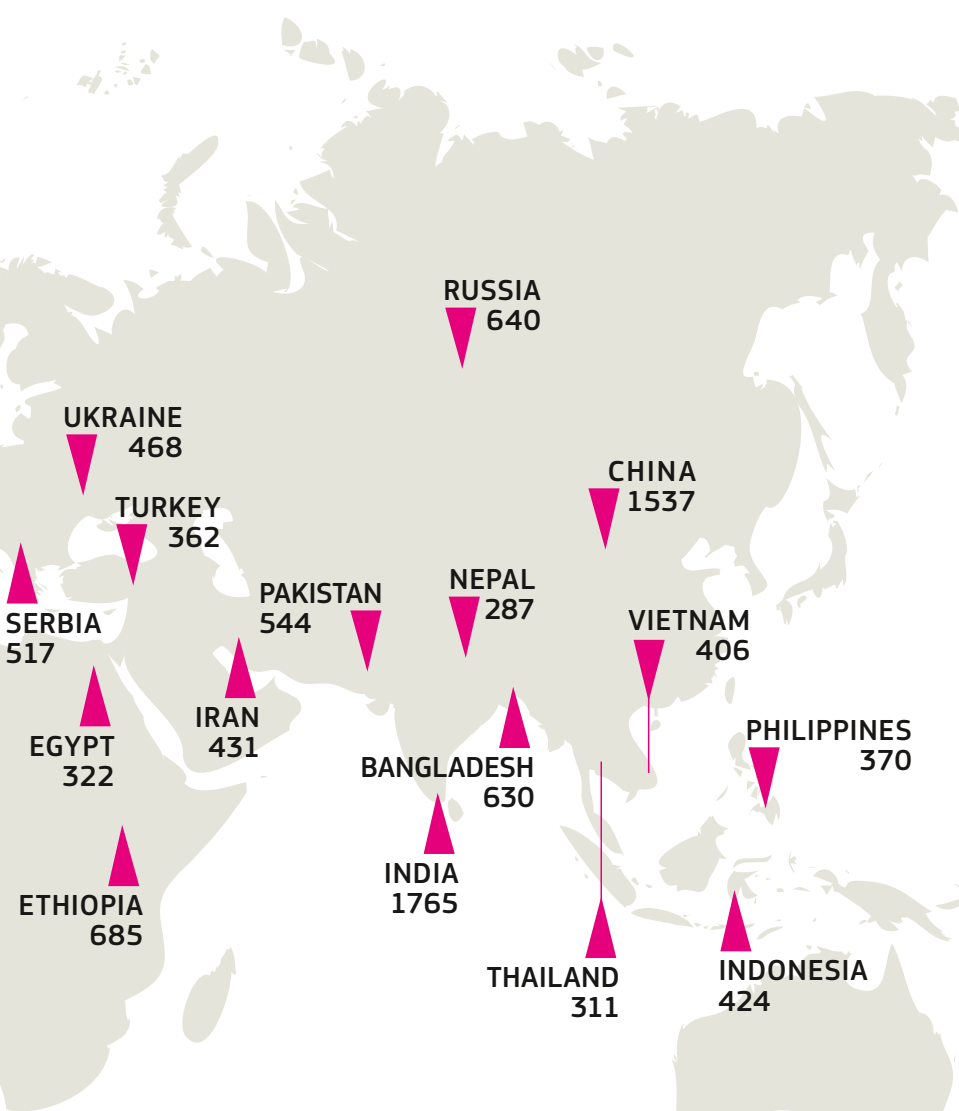 RUSSIA
640
UKRAINE
468
CHINA
1537
TURKEY
362
NEPAL
287
PAKISTAN
544
VIETNAM
406
SERBIA
517
IRAN
431
EGYPT
322
PHILIPPINES
370
BANGLADESH
630
INDIA
1765
ETHIOPIA
685
THAILAND
311
INDONESIA
424